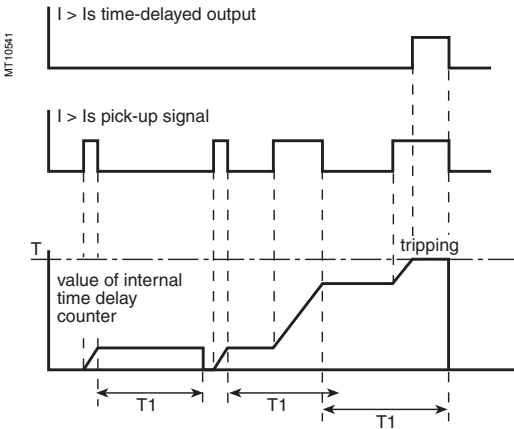 MT10541
I > Is time-delayed output
I > Is pick-up signal
T
tripping
value of internal
time delay
counter
T1
T1
T1